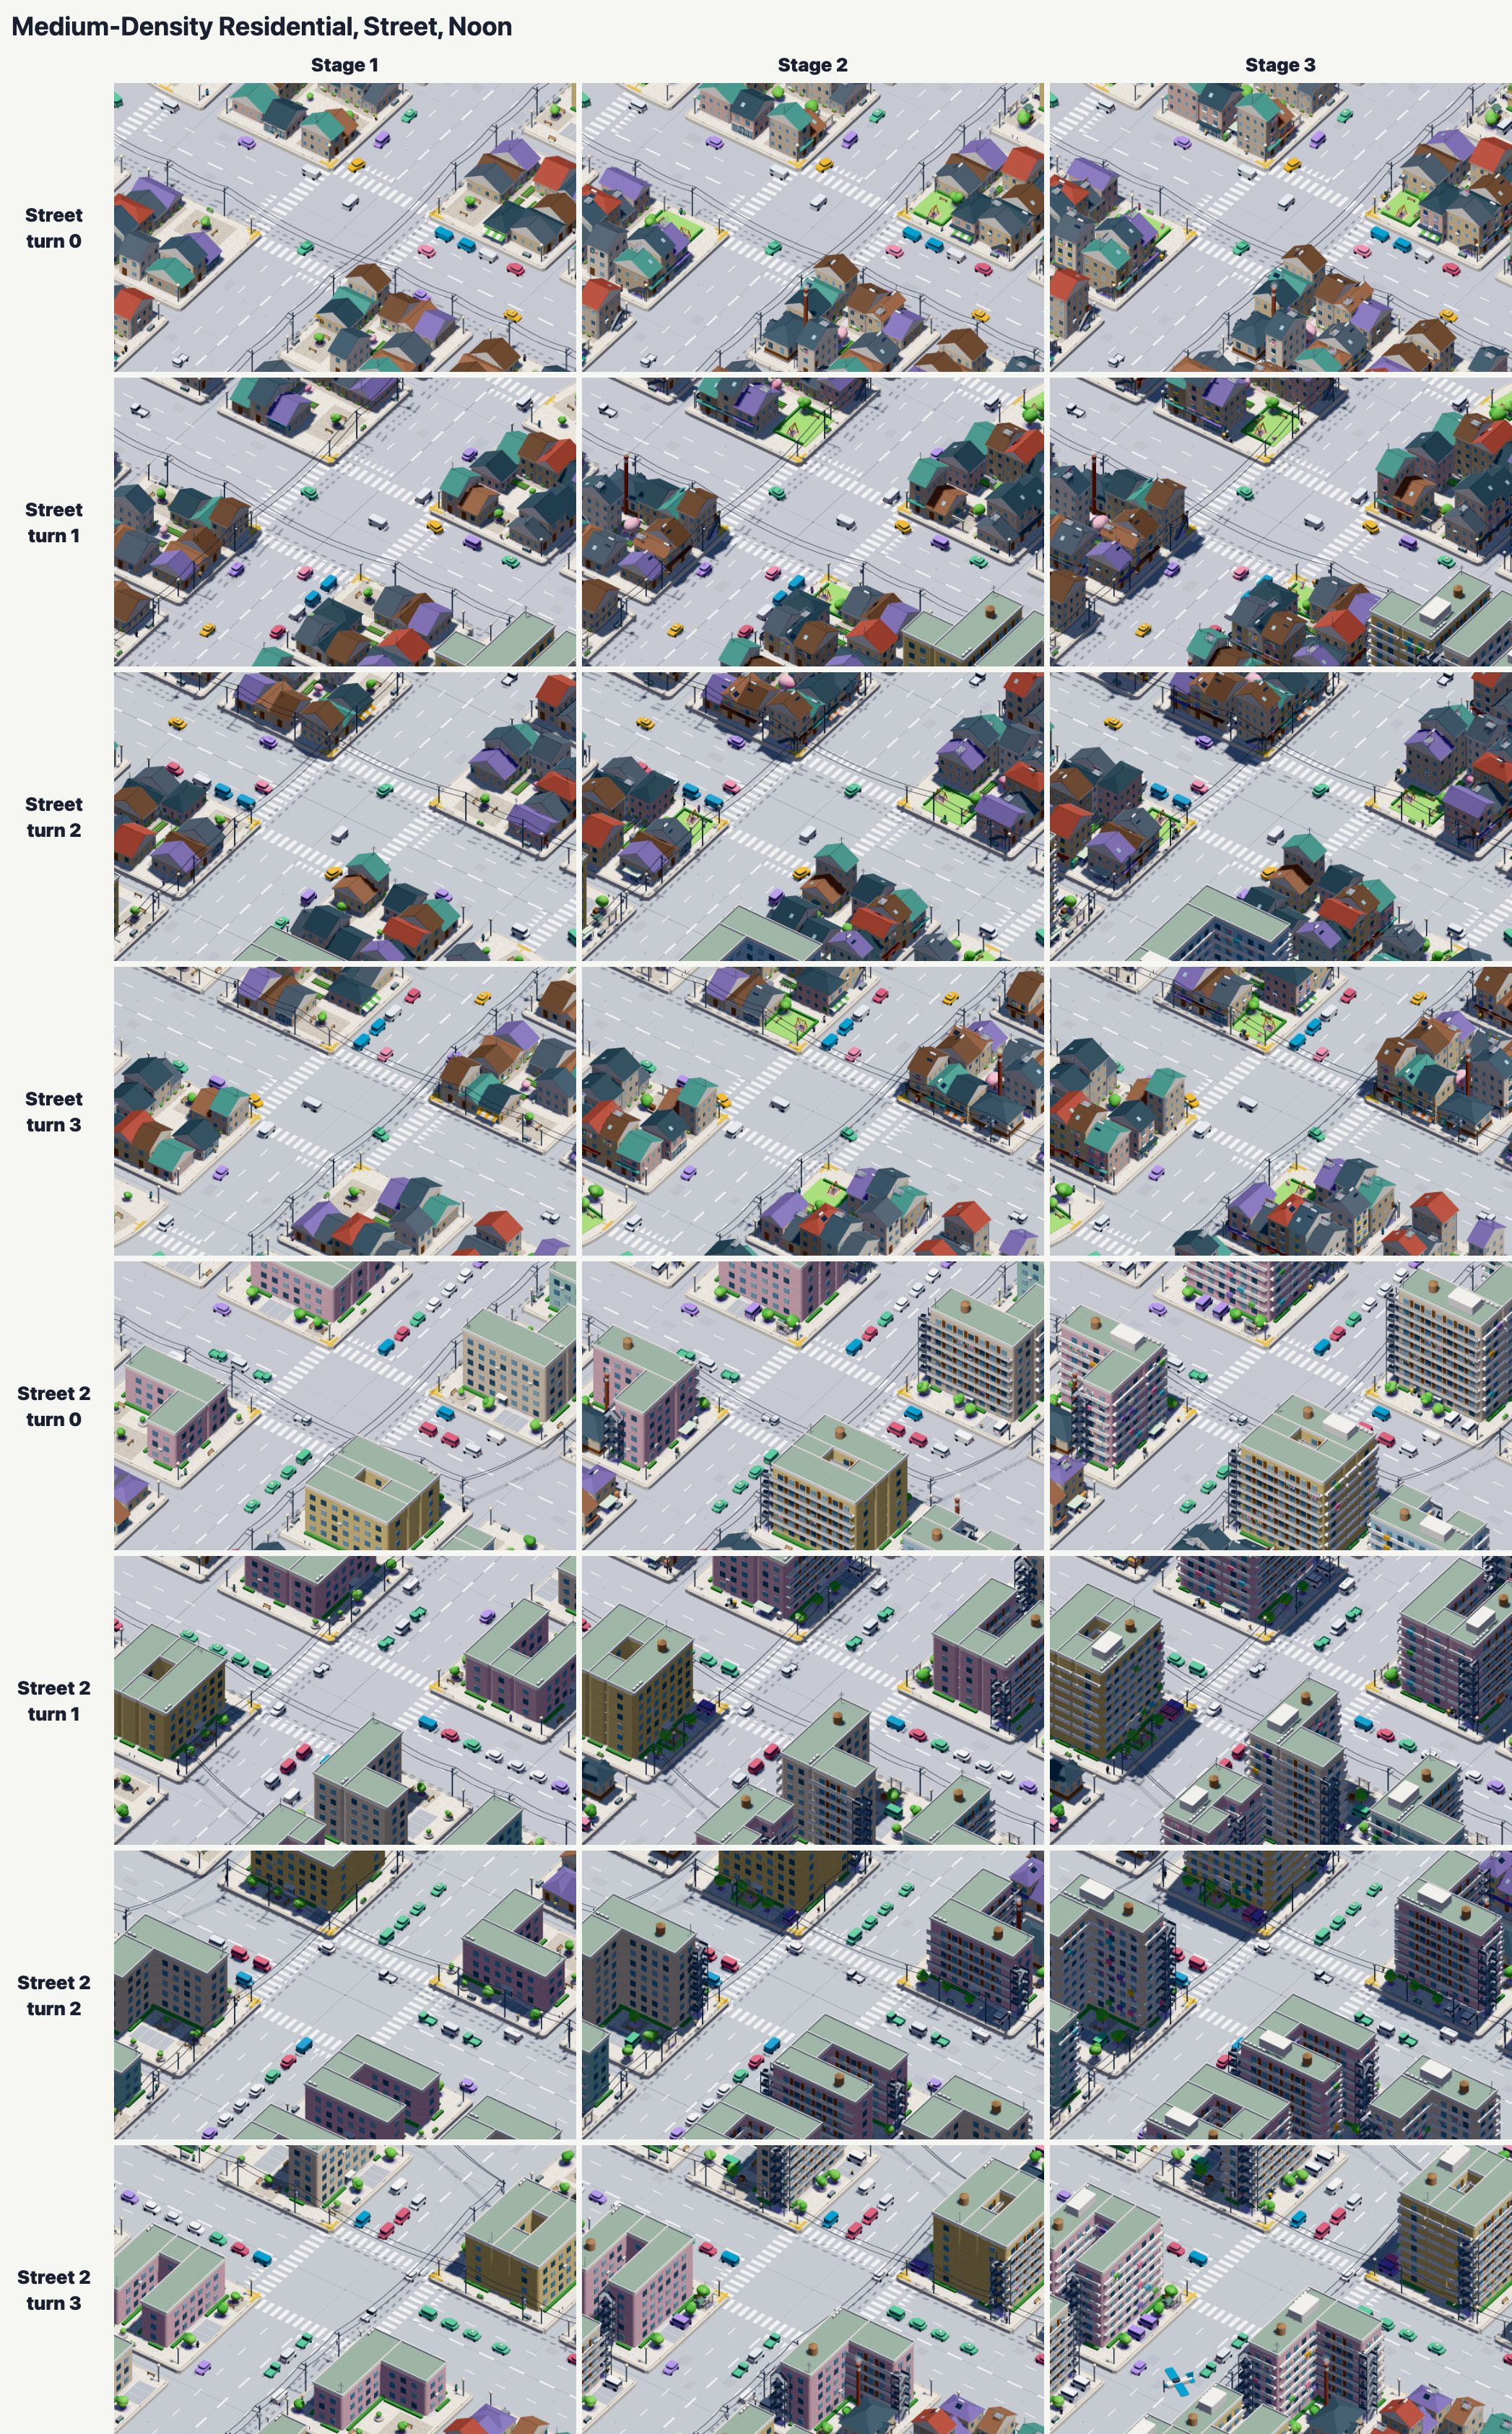 Medium-Density Residential, Street, Noon
Stage 1 Stage 2 Stage 3
Street
turn 0
Street
turn 1
Street
turn 2
Street
turn 3
Street 2
turn 0
Street 2
turn 1
Street 2
turn 2
Street 2
turn 3